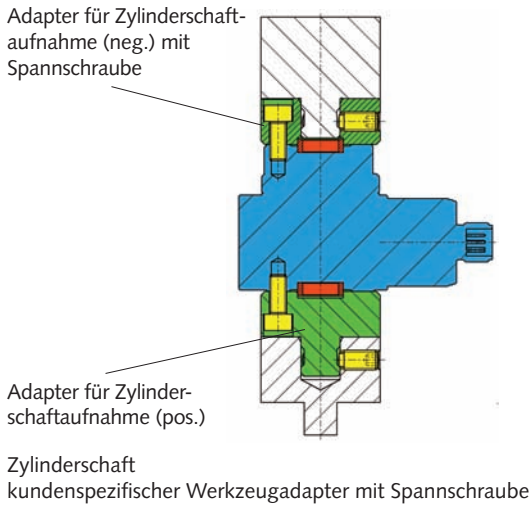 Adapter für Zylinderschaft-
aufnahme (neg.) mit
Spannschraube
Adapter für Zylinder-
schaftaufnahme (pos.)
Zylinderschaft
kundenspezifischer Werkzeugadapter mit Spannschraube